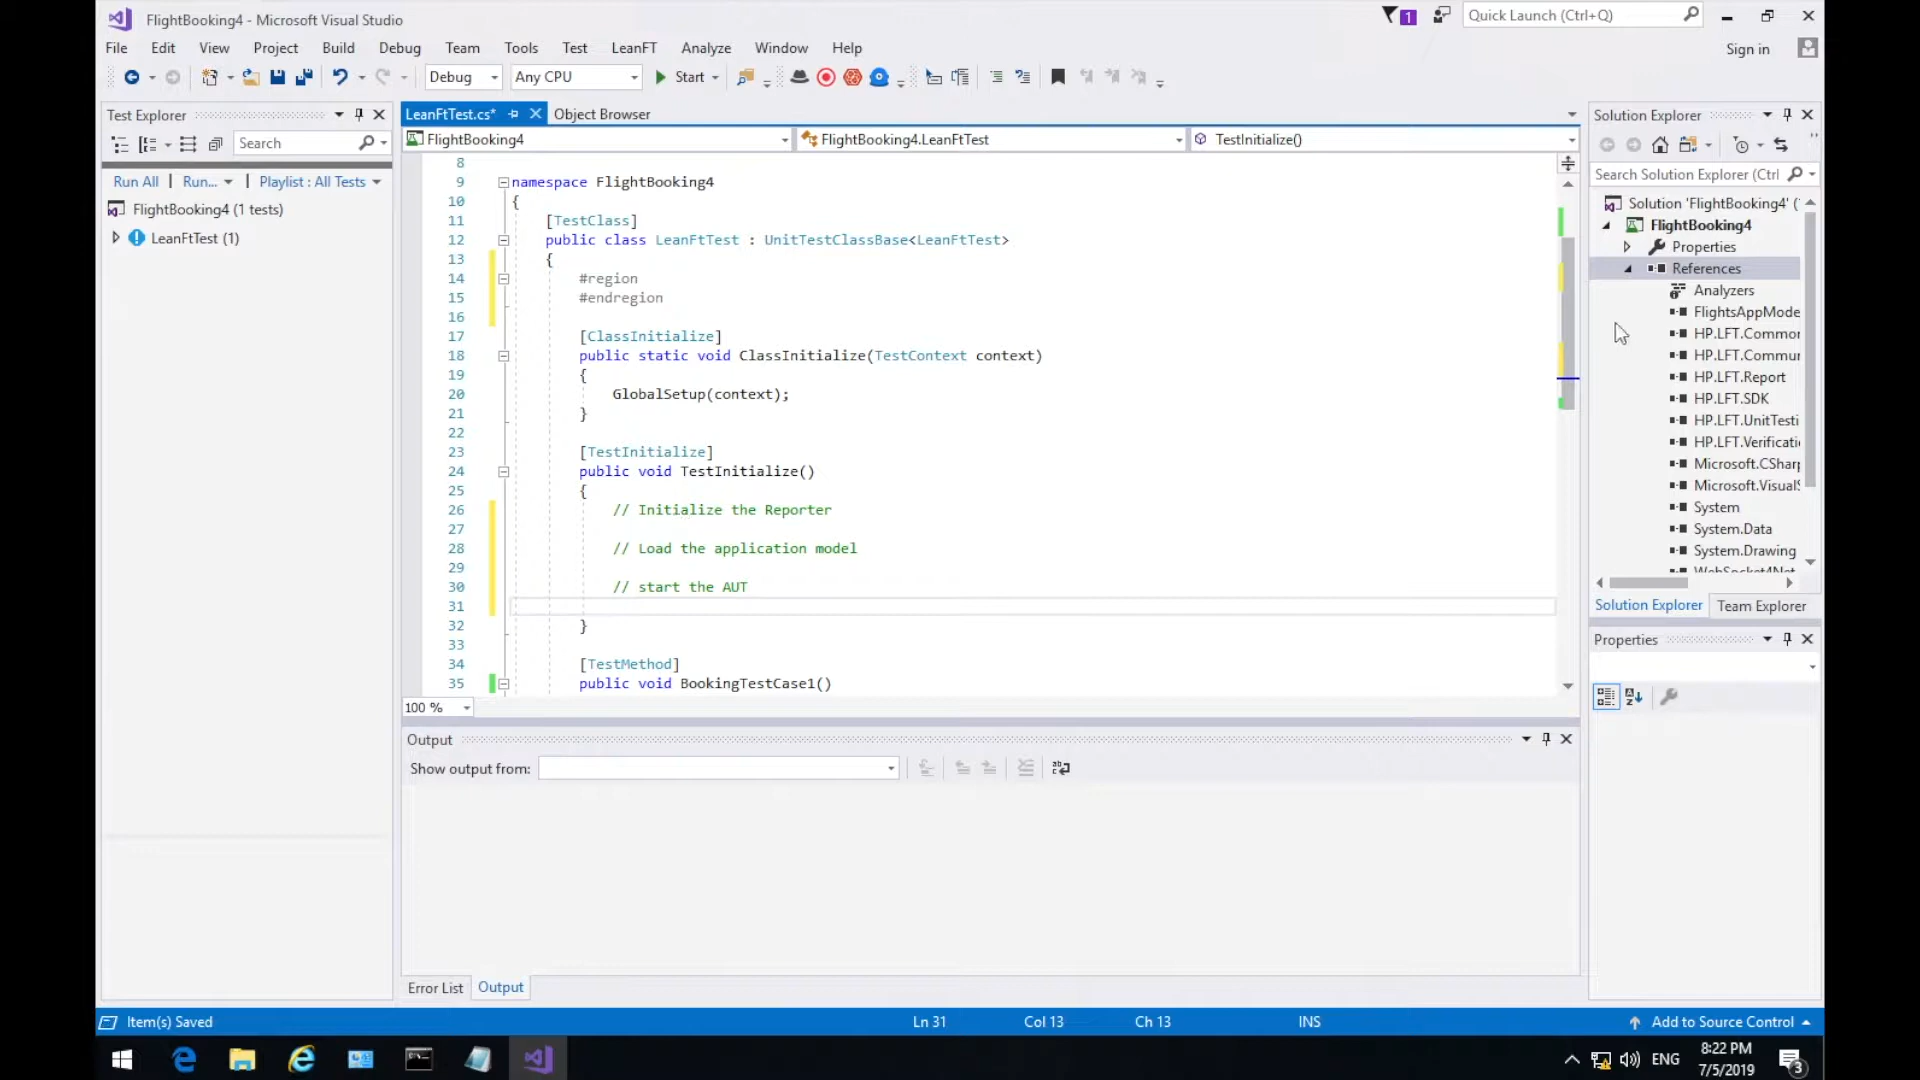 FlightBooking4 - Microsoft Visual Studio
1
Quick Launch (Ctrl+Q)
File Edit View Project Build Debug Team Tools Test LeanFT Analyze Window Help
Sign in
Debug Any CPU Start
Test Explorer
Search
Run All | Run... | Playlist : All Tests
FlightBooking4 (1 tests)
LeanFtTest (1)
LeanFtTest.cs* Object Browser
FlightBooking4 FlightBooking4.LeanFtTest TestInitialize()
8
9 namespace FlightBooking4
10 {
11 [TestClass]
12 public class LeanFtTest : UnitTestClassBase<LeanFtTest>
13 {
14 #region
15 #endregion
16
17 [ClassInitialize]
18 public static void ClassInitialize(TestContext context)
19 {
20 GlobalSetup(context);
21 }
22
23 [TestInitialize]
24 public void TestInitialize()
25 {
26 // Initialize the Reporter
27
28 // Load the application model
29
30 // start the AUT
31
32 }
33
34 [TestMethod]
35 public void BookingTestCase1()
100 %
Output
Show output from:
Error List Output
Solution Explorer
Search Solution Explorer (Ctrl
Solution 'FlightBooking4' (
FlightBooking4
Properties
References
Analyzers
FlightsAppMode
HP.LFT.Common
HP.LFT.Commun
HP.LFT.Report
HP.LFT.SDK
HP.LFT.UnitTesti
HP.LFT.Verificati
Microsoft.CSharp
Microsoft.VisualS
System
System.Data
System.Drawing
WebSocket4Net
Solution Explorer Team Explorer
Properties
Item(s) Saved Ln 31 Col 13 Ch 13 INS Add to Source Control
ENG
8:22 PM
7/5/2019
3